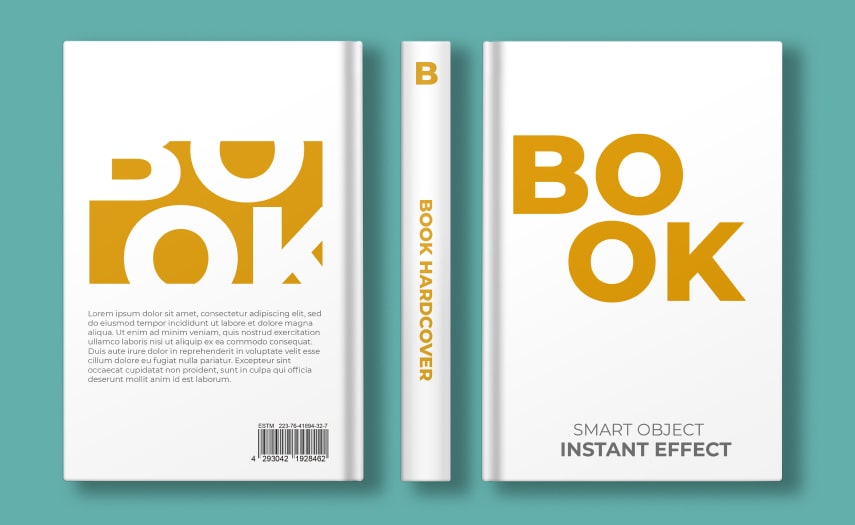 BO
OK
Lorem ipsum dolor sit amet, consectetur adipiscing elit, sed
do eiusmod tempor incididunt ut labore et dolore magna
aliqua. Ut enim ad minim veniam, quis nostrud exercitation
ullamco laboris nisi ut aliquip ex ea commodo consequat.
Duis aute irure dolor in reprehenderit in voluptate velit esse
cillum dolore eu fugiat nulla pariatur. Excepteur sint
occaecat cupidatat non proident, sunt in culpa qui officia
deserunt mollit anim id est laborum.
ESTM 223-76-41894-32-7
4 293042 1928462
B
BOOK HARDCOVER
BO
OK
SMART OBJECT
INSTANT EFFECT